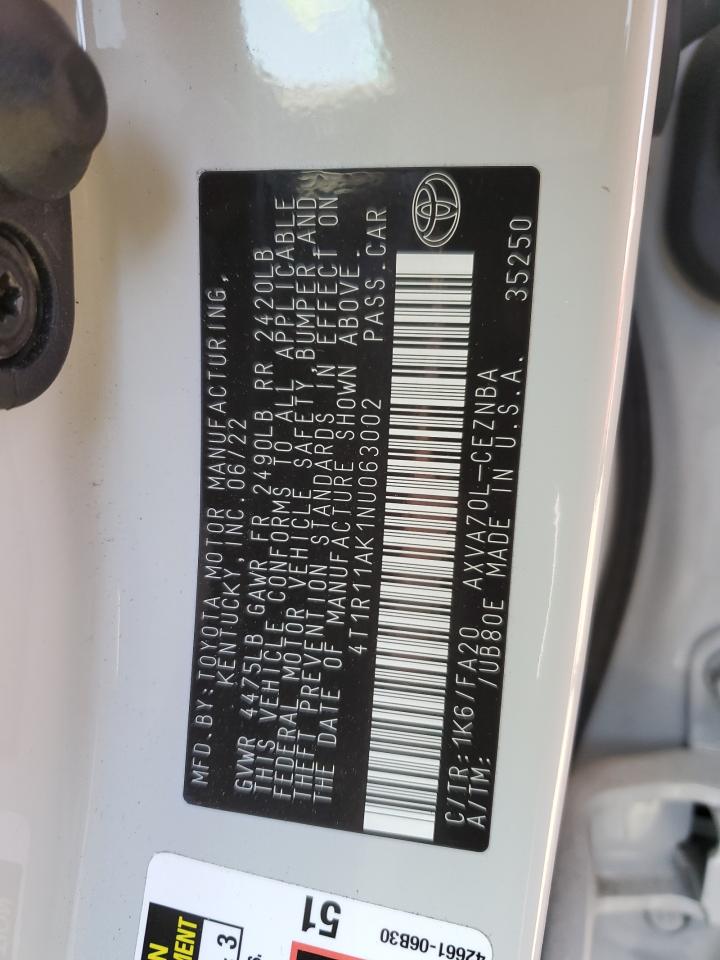 MFD.BY:TOYOTA MOTOR MANUFACTURING,
KENTUCKY, INC. 06/22
GVWR 4475LB GAWR FR 2490LB RR 2420LB
THIS VEHICLE CONFORMS TO ALL APPLICABLE
FEDERAL MOTOR VEHICLE SAFETY,BUMPER AND
THEFT PREVENTION STANDARDS IN EFFECT ON
THE DATE OF MANUFACTURE SHOWN ABOVE.
4T1R11AK1NU063002 PASS.CAR
C/TR:1K6/FA20 AXVA70L-CEZNBA
A/TM: /UB80E MADE IN U.S.A. 35250
51
42661-06B30
3